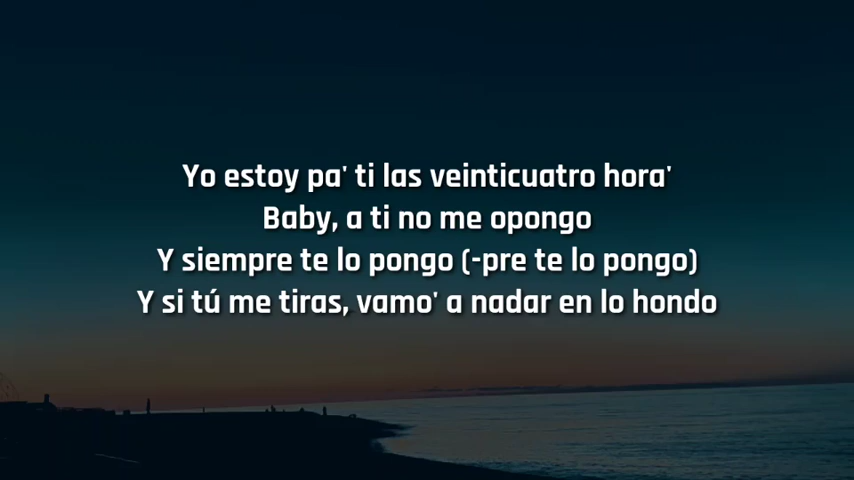 Yo estoy pa' ti las veinticuatro hora'
Baby, a ti no me opongo
Y siempre te lo pongo (-pre te lo pongo)
Y si tú me tiras, vamo' a nadar en lo hondo